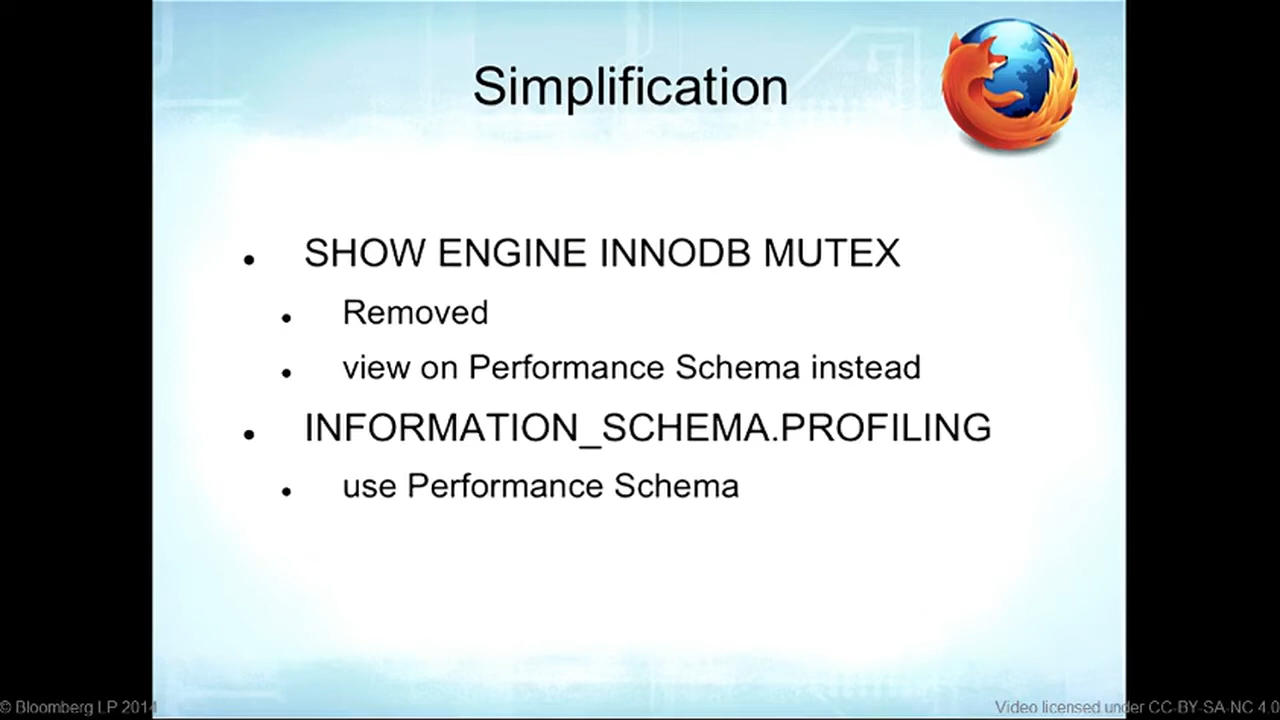 Simplification
SHOW ENGINE INNODB MUTEX
Removed
view on Performance Schema instead
INFORMATION_SCHEMA.PROFILING
use Performance Schema
© Bloomberg LP 2014
Video licensed under CC-BY-SA-NC 4.0